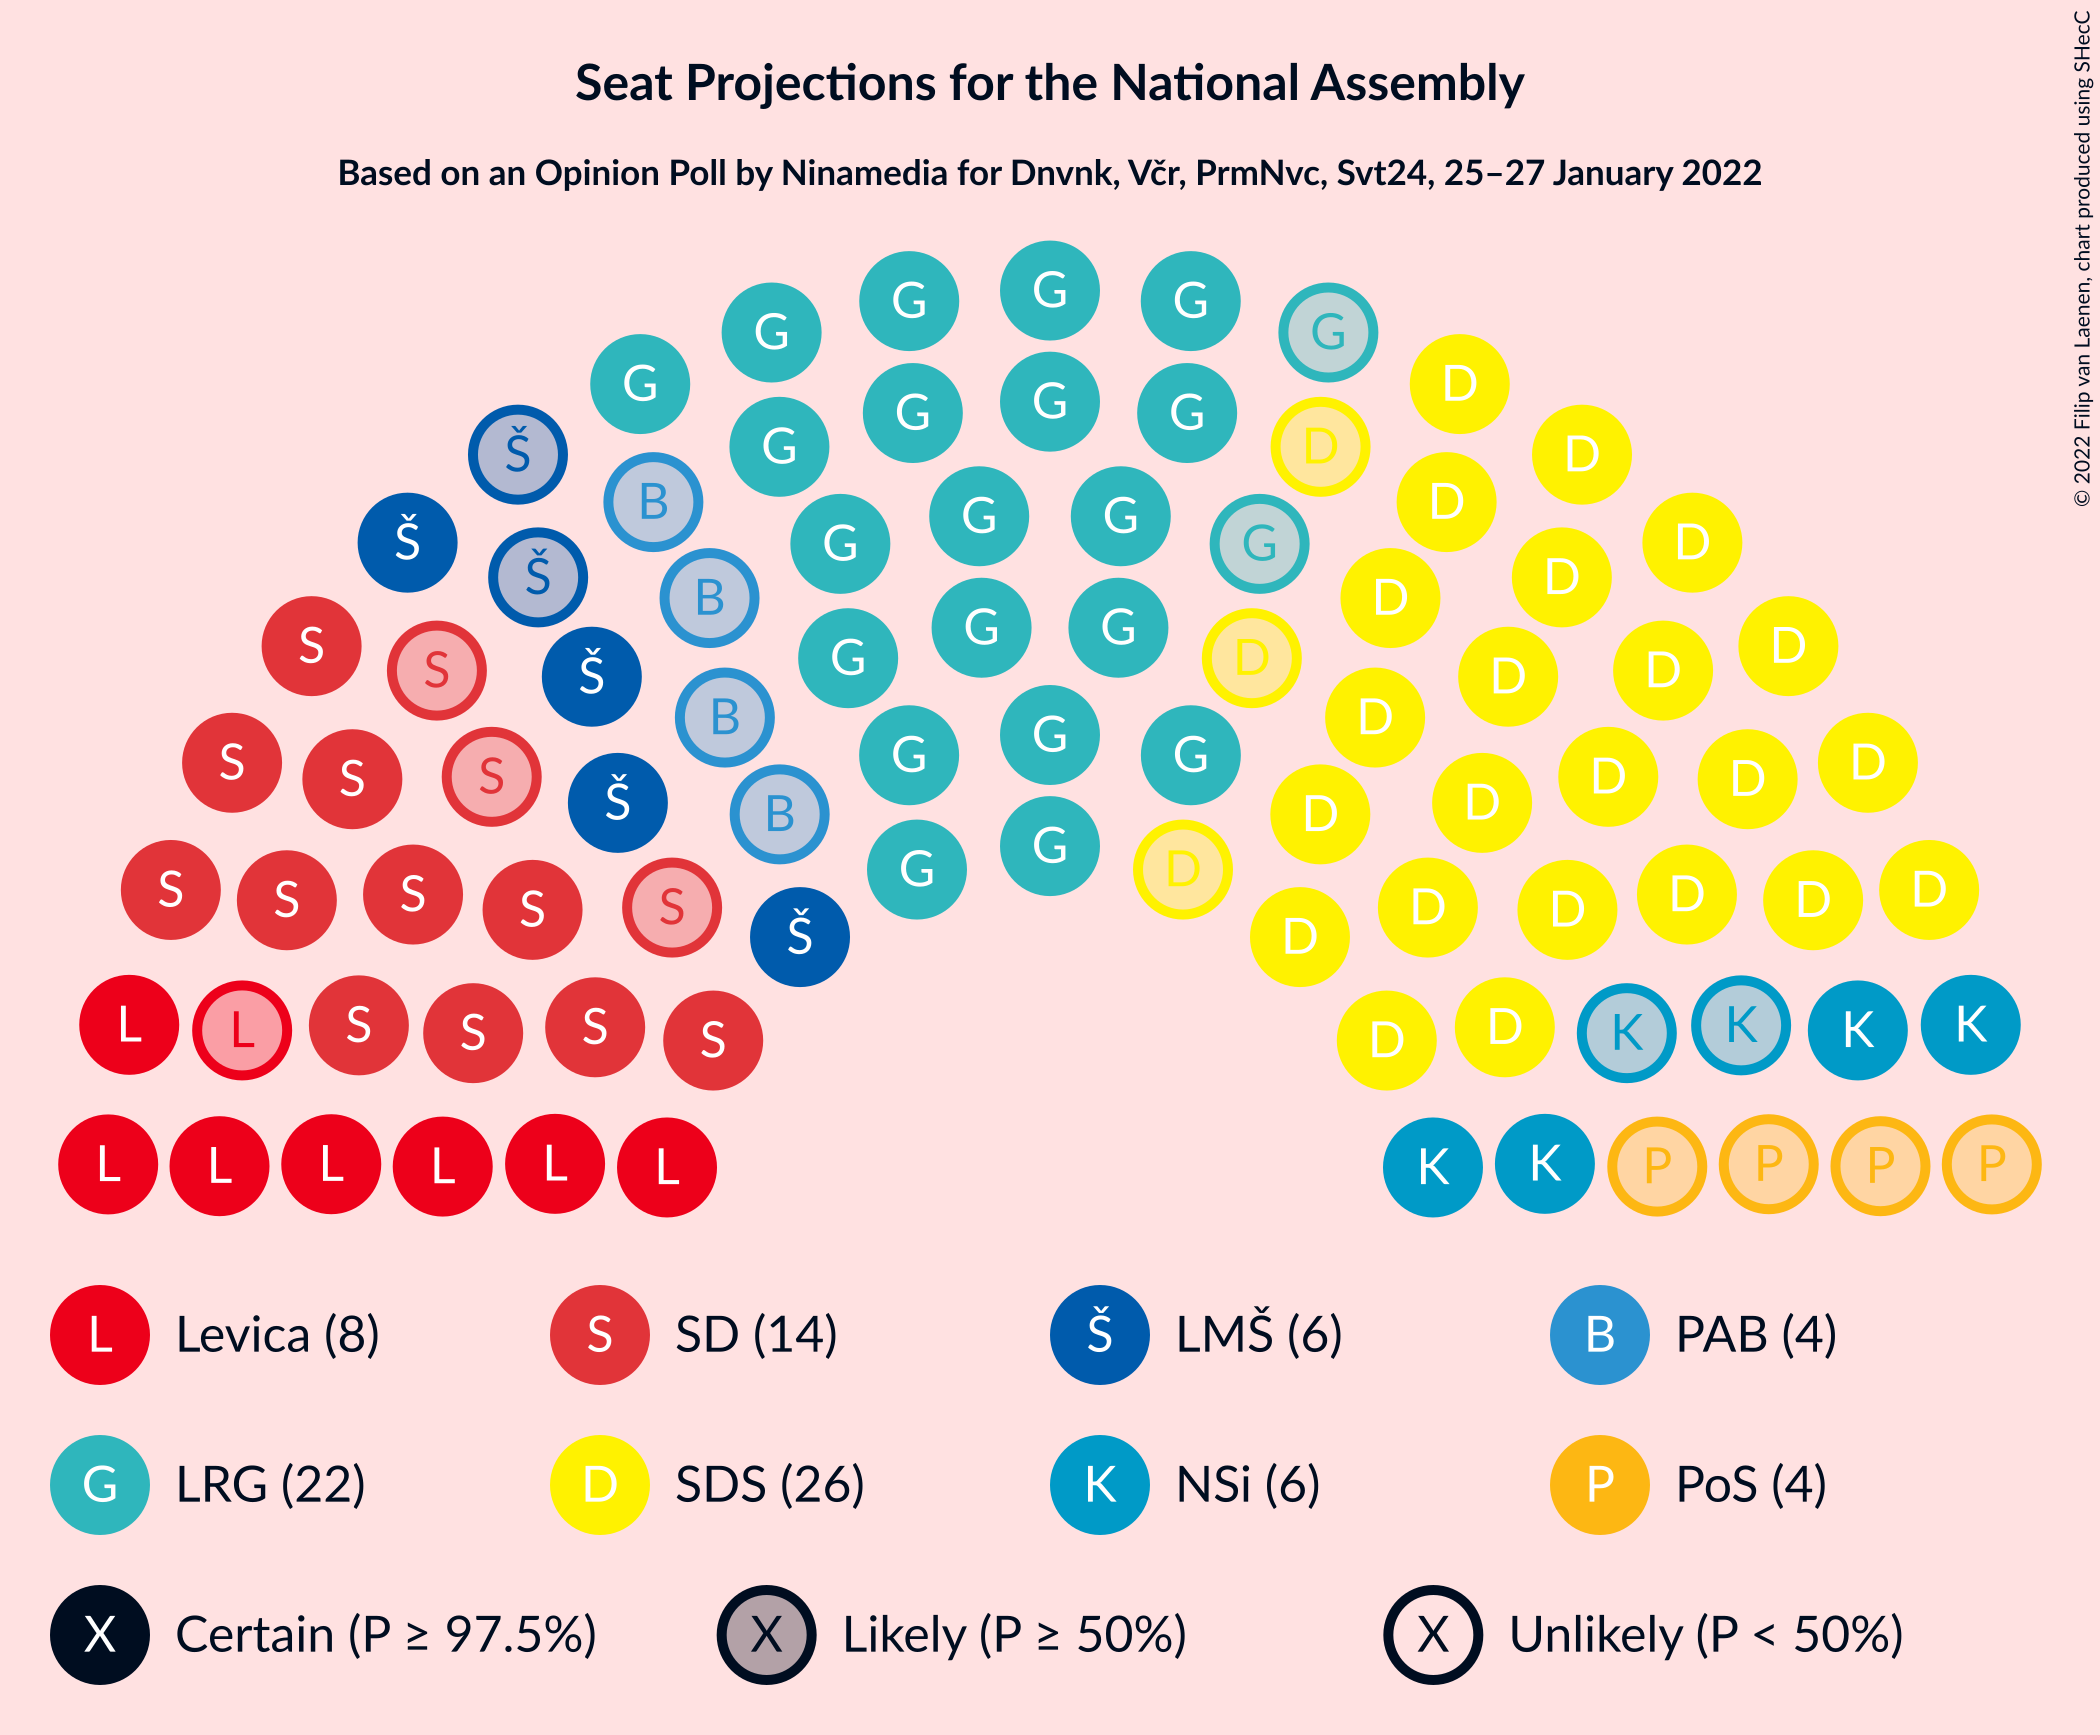 Seat Projections for the National Assembly
Based on an Opinion Poll by Ninamedia for Dnvnk, Včr, PrmNvc, Svt24, 25–27 January 2022
© 2022 Filip van Laenen, chart produced using SHecC
G G G G G G
G D
G G G G D
Š B G G G G D D
Š Š B G G G D D D D
S S Š B G G G D D D D D
S S S Š B G G G D D D D D
S S S S S Š G G D D D D D D D
L L S S S S D D K K K K
L L L L L L K K P P P P
L Levica (8)
S SD (14)
Š LMŠ (6)
B PAB (4)
G LRG (22)
D SDS (26)
K NSi (6)
P PoS (4)
X Certain (P ≥ 97.5%)
X Likely (P ≥ 50%)
X Unlikely (P < 50%)